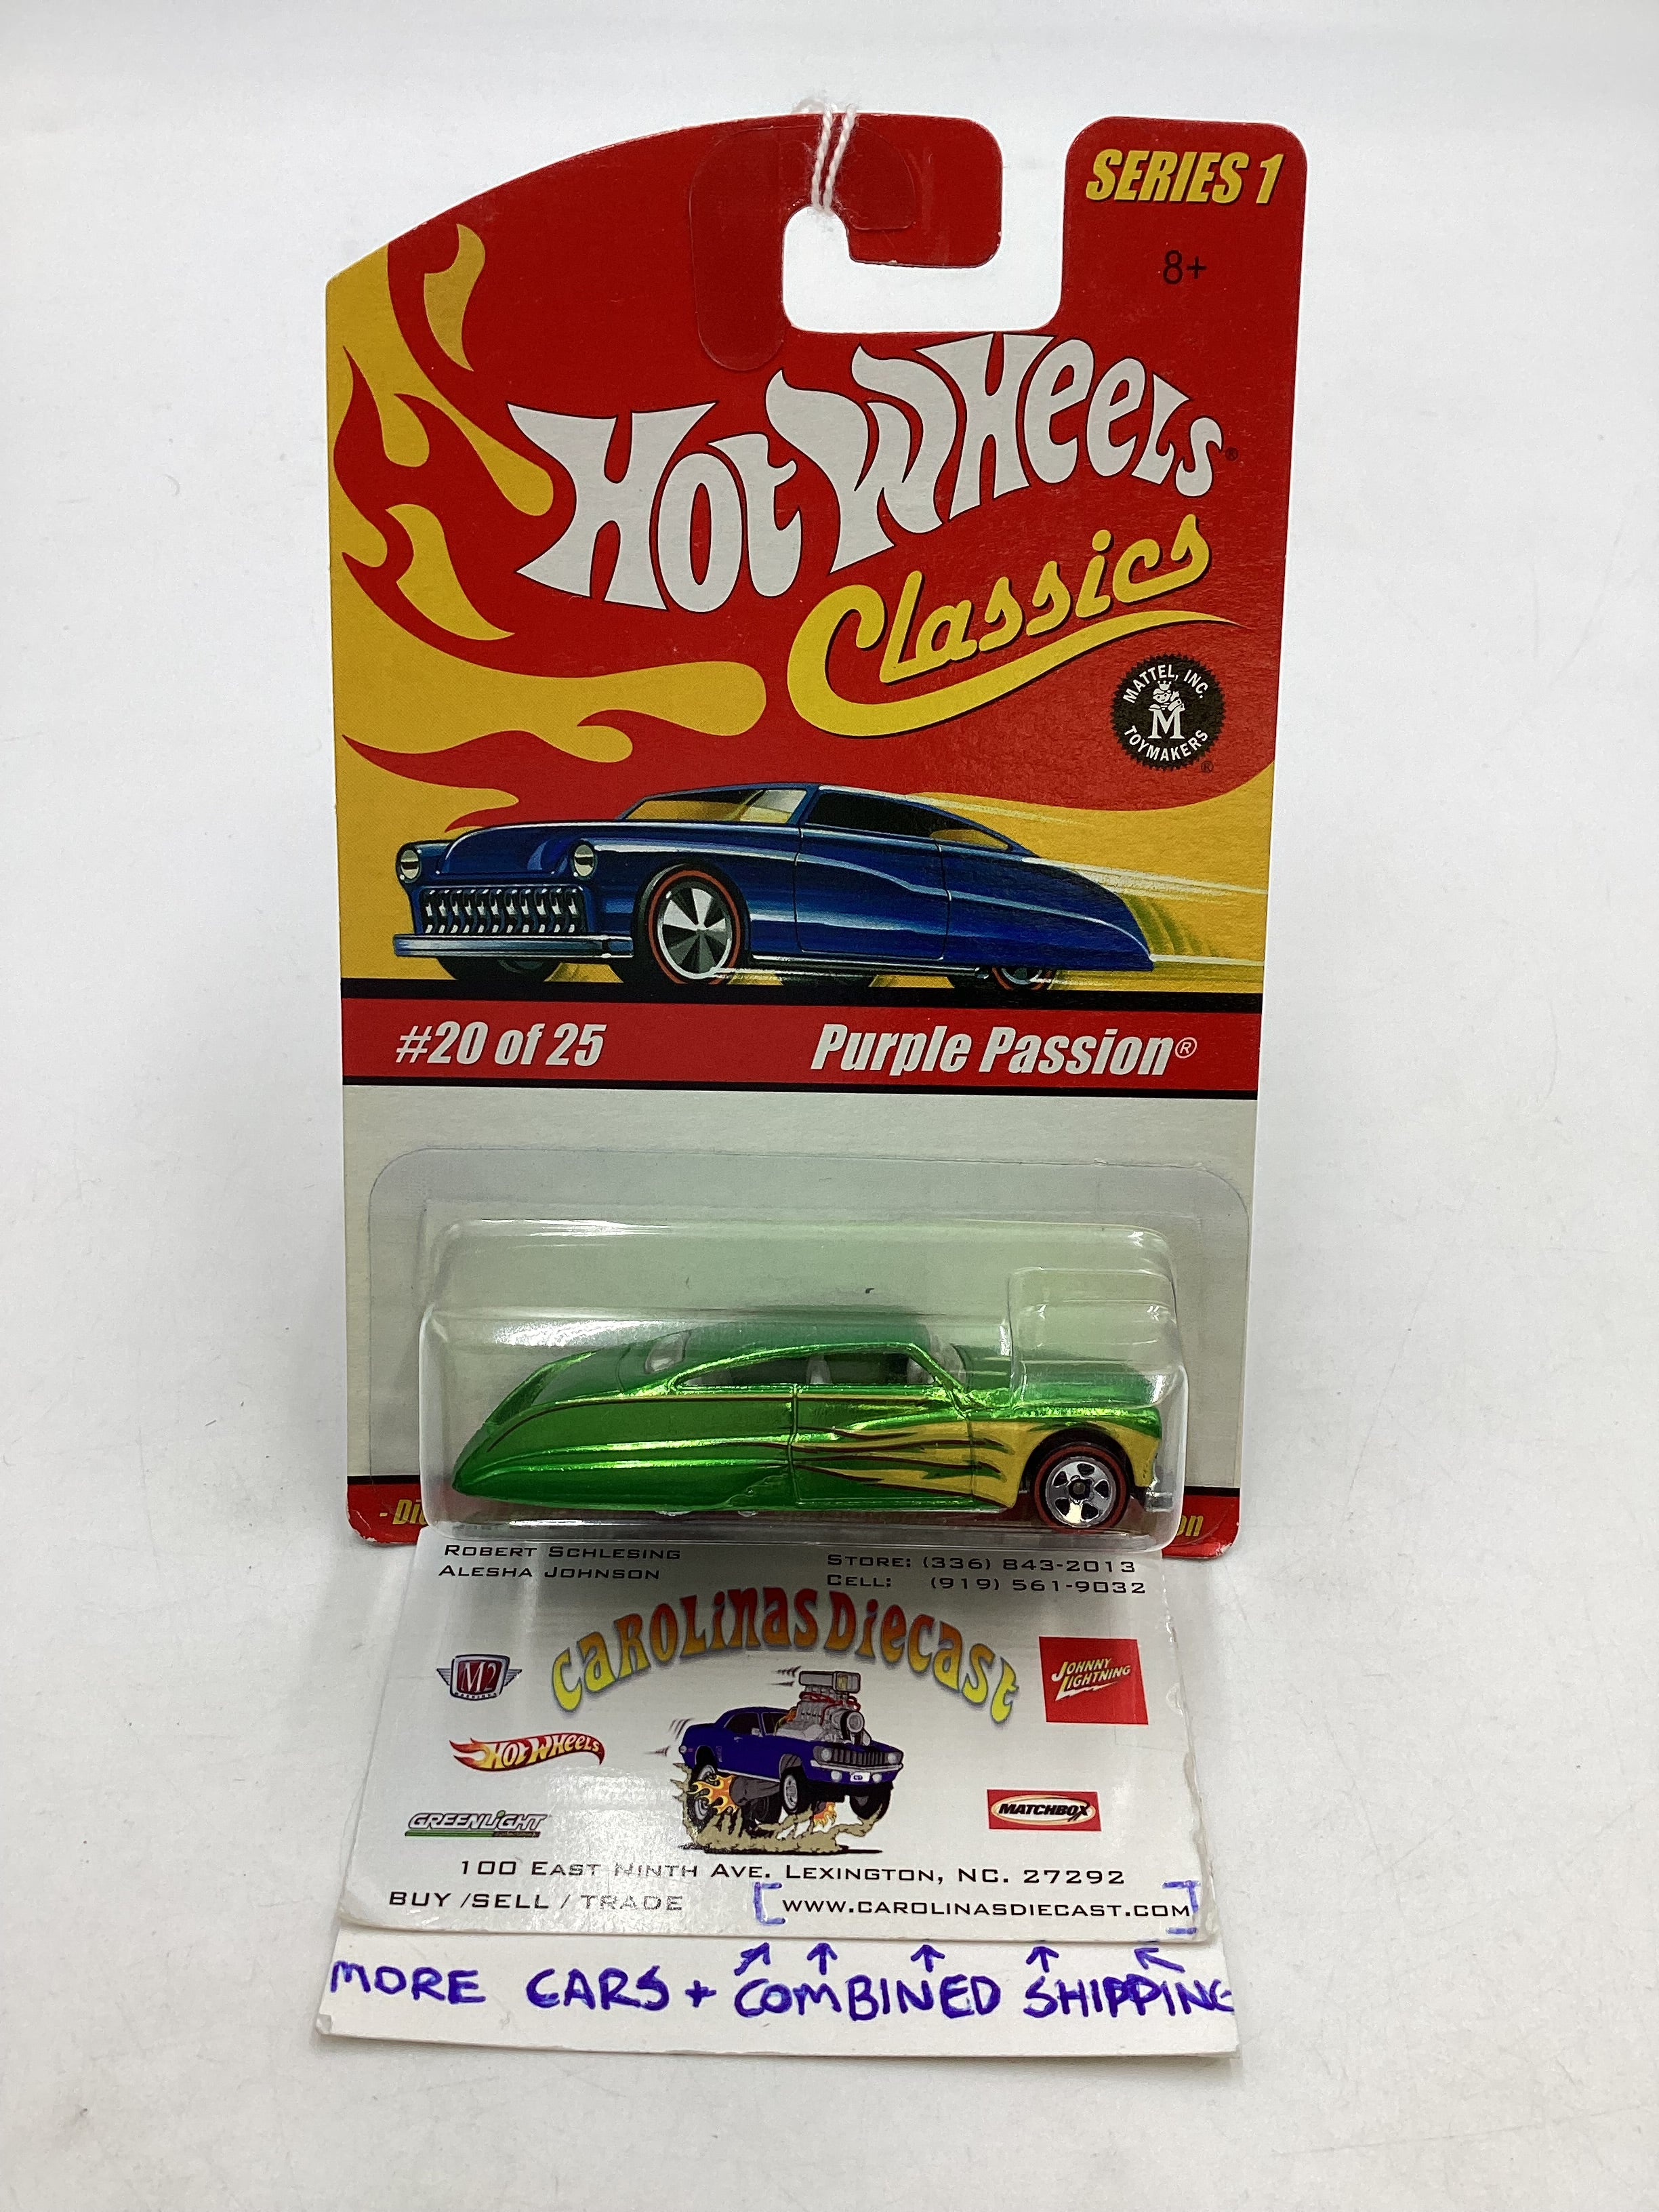 SERIES 1
8+
Hot Wheels®
Classics
MATTEL, INC.
M
TOYMAKERS
®
#20 of 25
Purple Passion®
ROBERT SCHLESING
ALESHA JOHNSON
STORE: (336) 843-2013
CELL: (919) 561-9032
CAROLINAS DIECAST
M2
JOHNNY LIGHTNING
HOT WHEELS
GREENLIGHT
MATCHBOX
100 EAST NINTH AVE. LEXINGTON, NC. 27292
BUY /SELL / TRADE
[WWW.CAROLINASDIECAST.COM]
MORE CARS + COMBINED SHIPPING